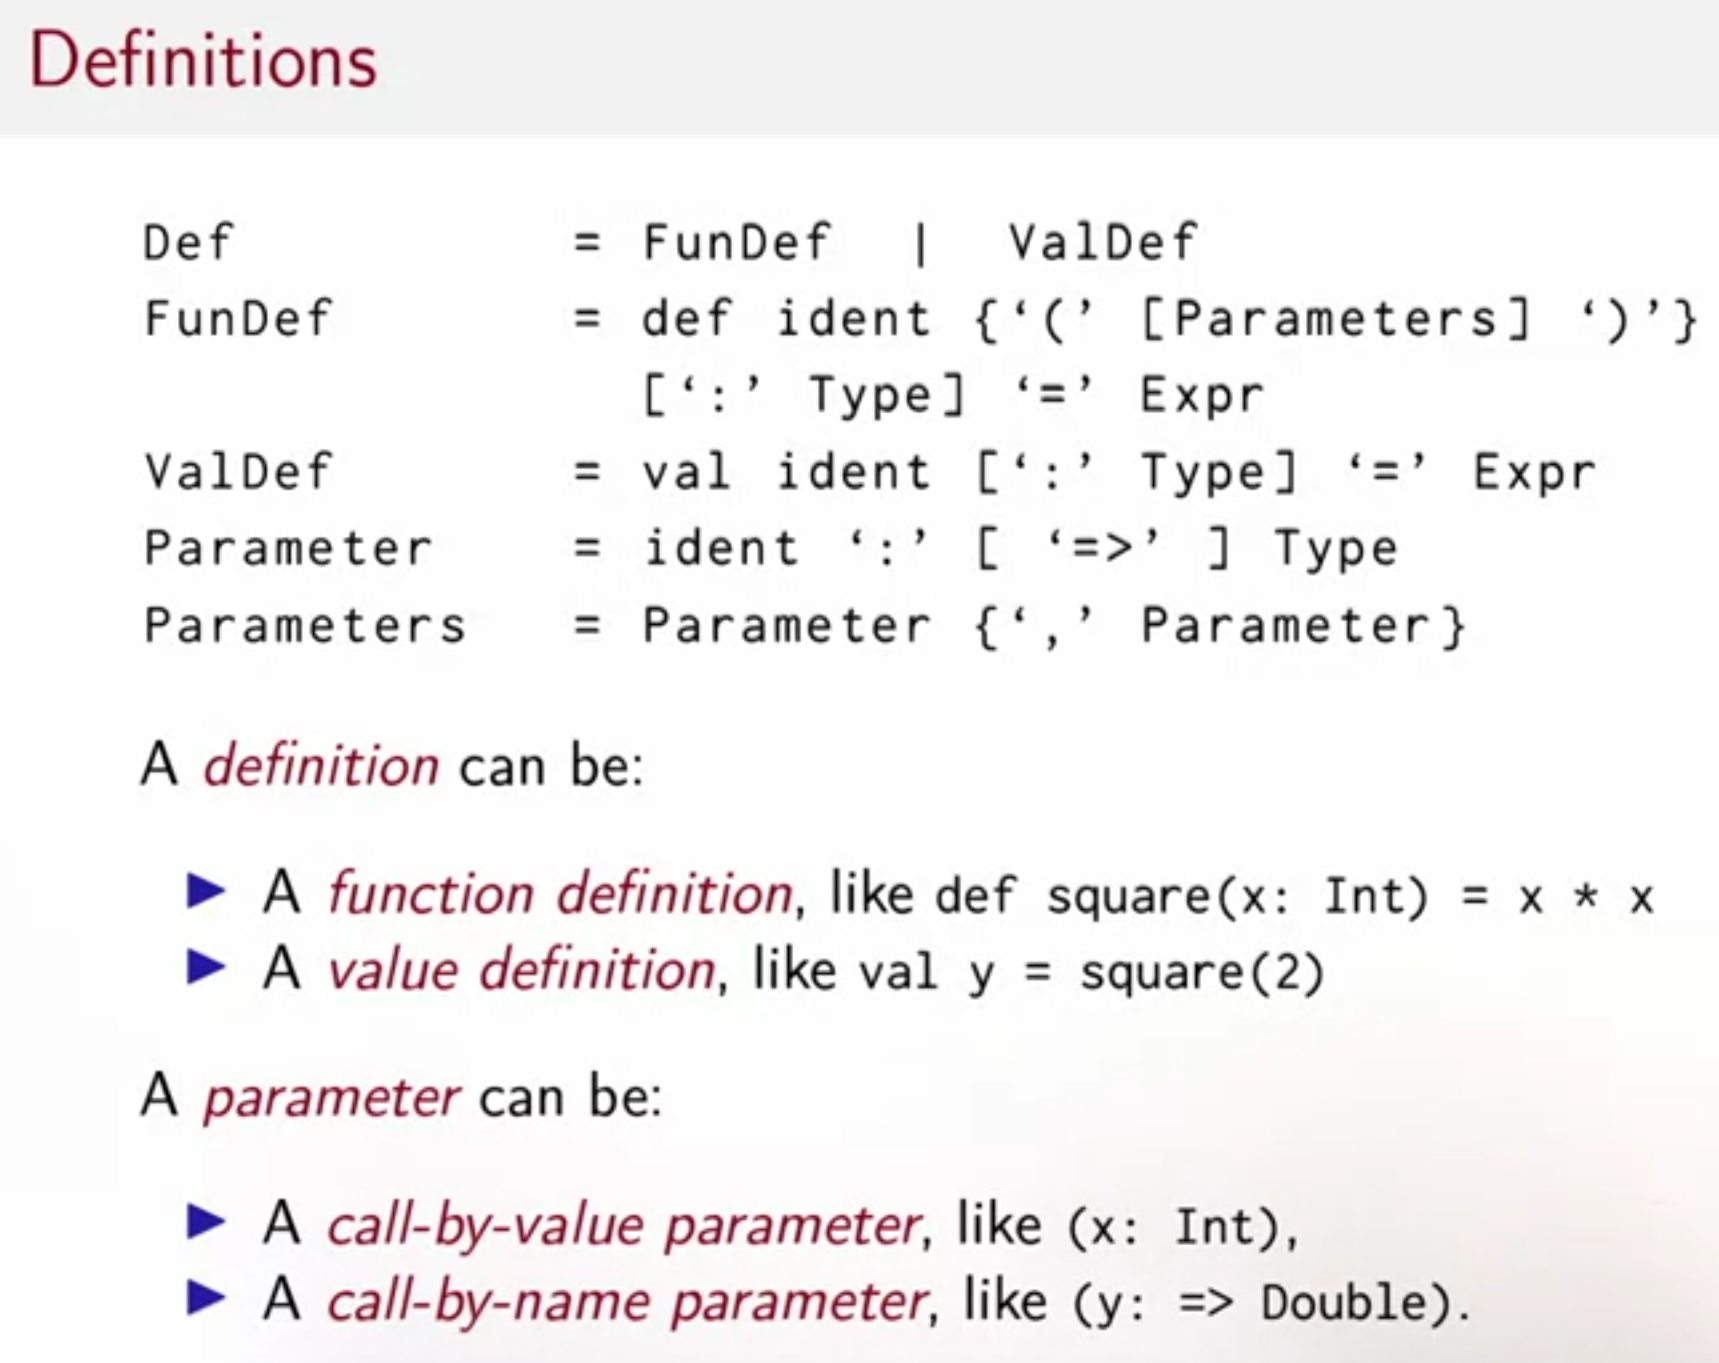 Definitions
Def = FunDef | ValDef
FunDef = def ident {‘(’ [Parameters] ‘)’}
[‘:’ Type] ‘=’ Expr
ValDef = val ident [‘:’ Type] ‘=’ Expr
Parameter = ident ‘:’ [ ‘=>’ ] Type
Parameters = Parameter {‘,’ Parameter}
A definition can be:
▶ A function definition, like def square(x: Int) = x * x
▶ A value definition, like val y = square(2)
A parameter can be:
▶ A call-by-value parameter, like (x: Int),
▶ A call-by-name parameter, like (y: => Double).